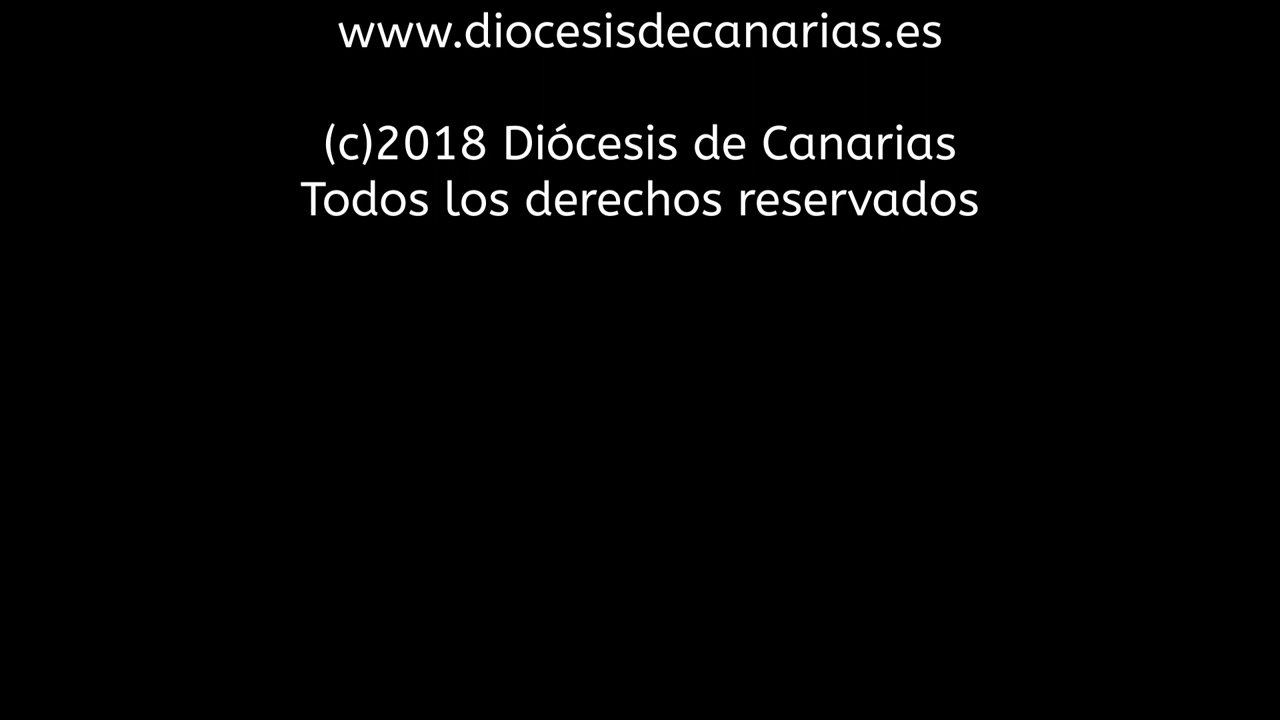 www.diocesisdecanarias.es
(c)2018 Diócesis de Canarias
Todos los derechos reservados